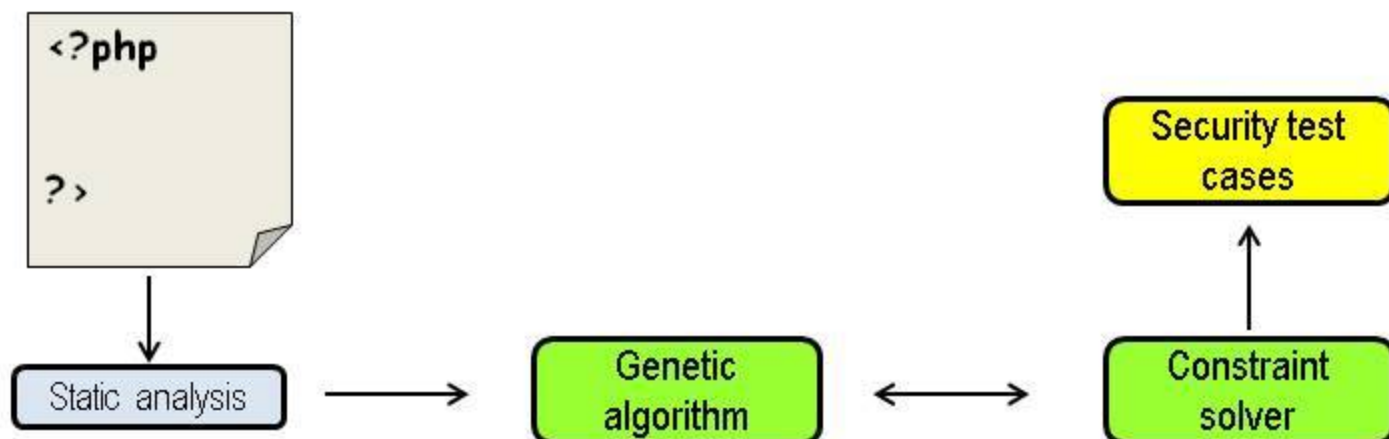 <?php
?>
Static analysis
Genetic
algorithm
Security test
cases
Constraint
solver